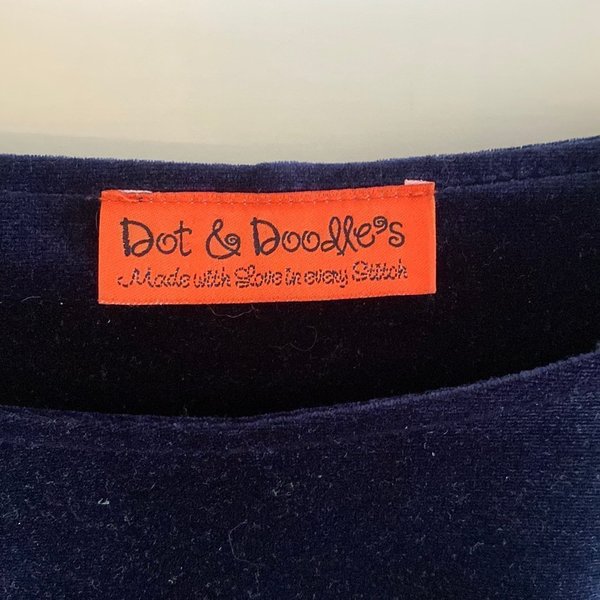 Dot & Doodle's
Made with Love in every Stitch